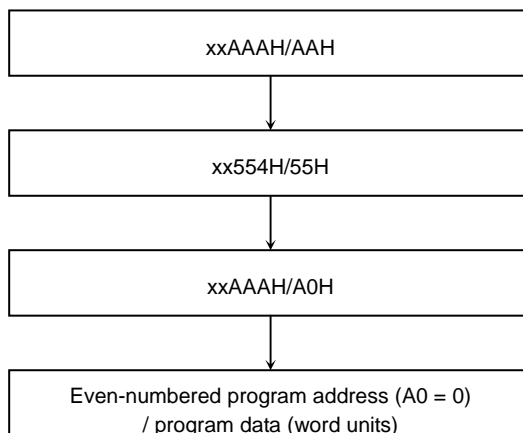 xxAAAH/AAH
xx554H/55H
xxAAAH/A0H
Even-numbered program address (A0 = 0)
/ program data (word units)